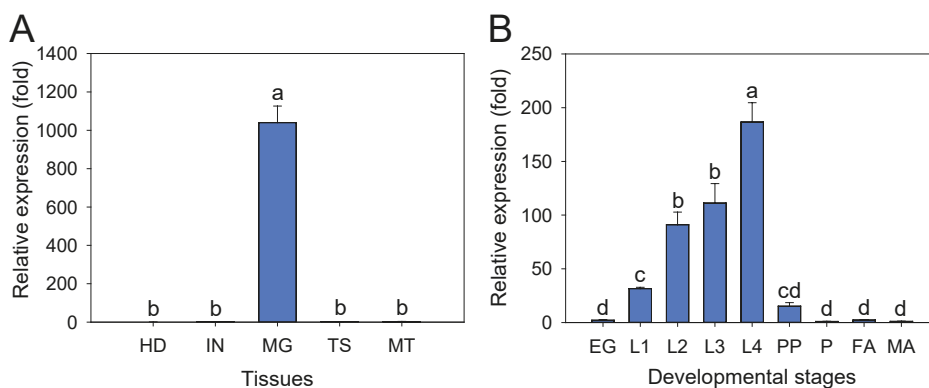 A
Relative expression (fold)
1400
1200
1000
800
600
400
200
0
b b a b b
HD IN MG TS MT
Tissues
B
Relative expression (fold)
250
200
150
100
50
0
d c b b a cd d d d
EG L1 L2 L3 L4 PP P FA MA
Developmental stages